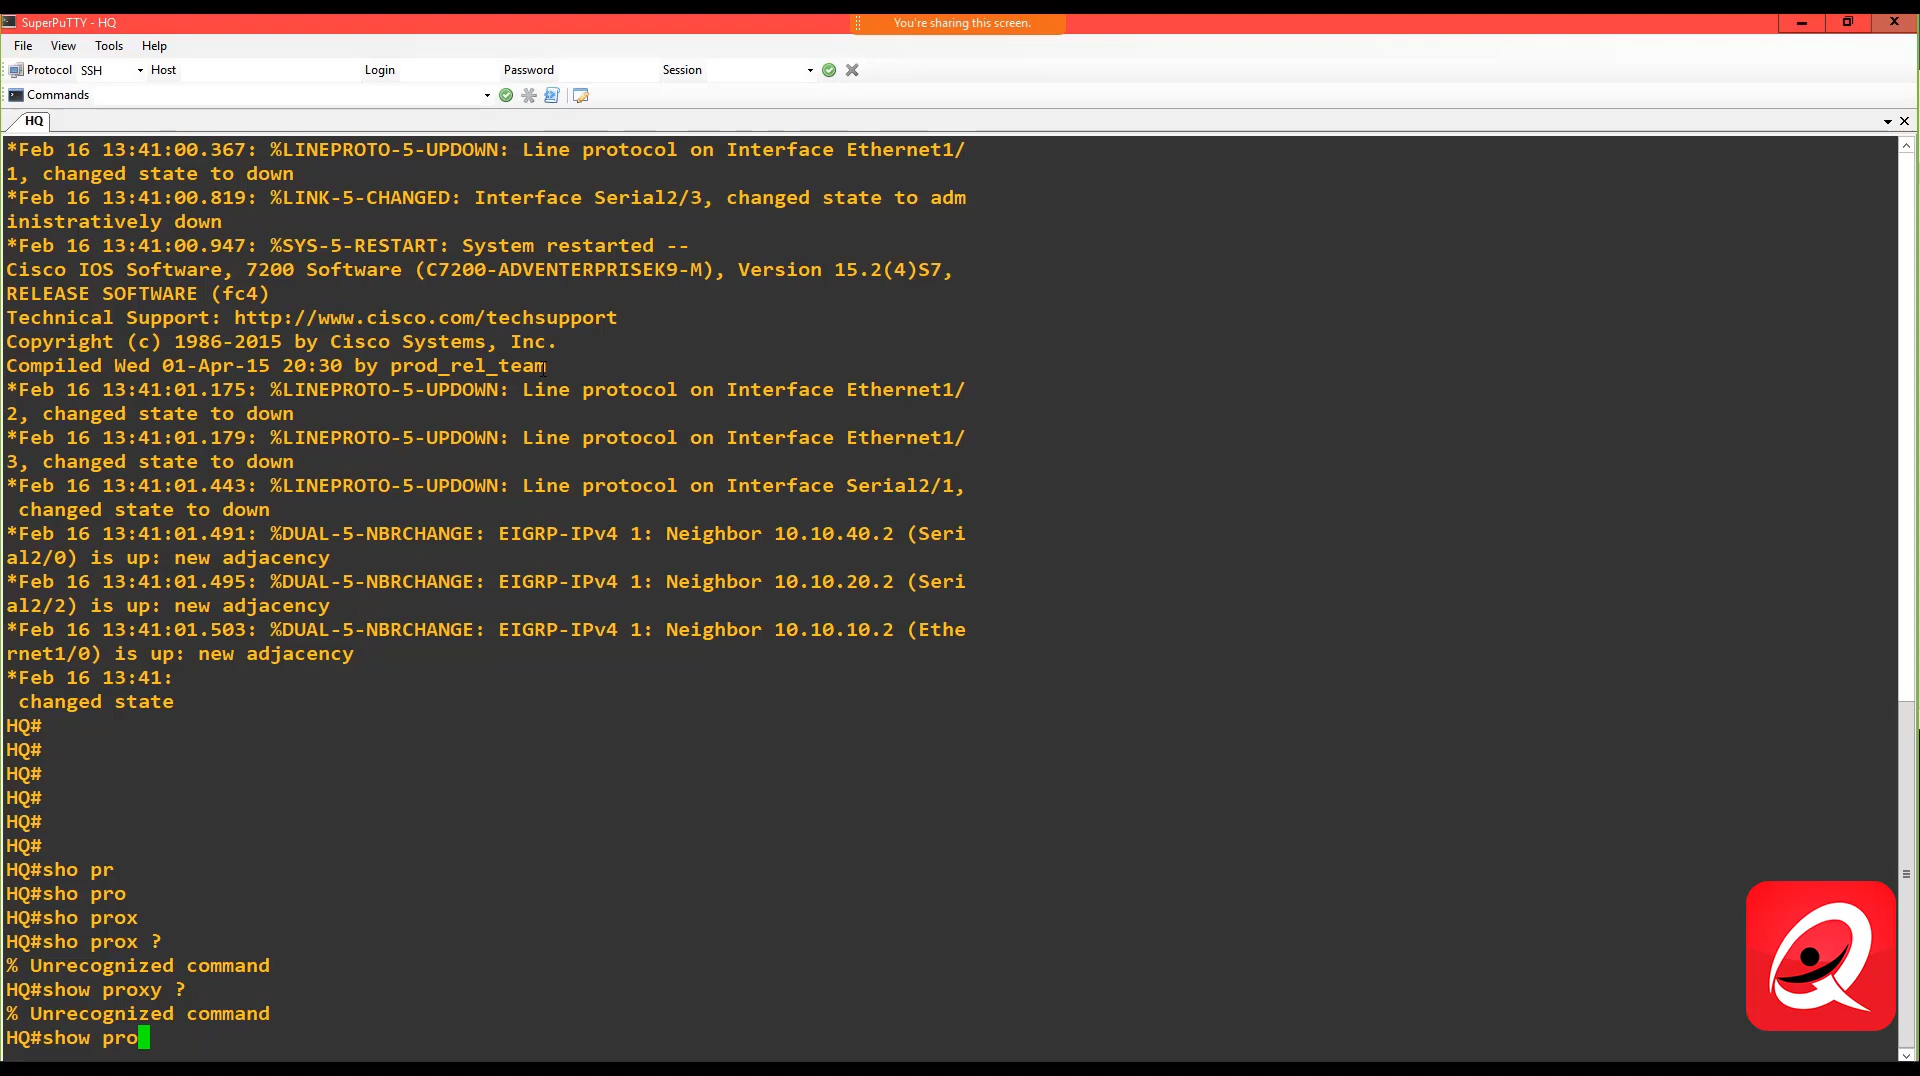 SuperPuTTY - HQ
You're sharing this screen.
File View Tools Help
Protocol SSH Host Login Password Session
Commands
HQ
*Feb 16 13:41:00.367: %LINEPROTO-5-UPDOWN: Line protocol on Interface Ethernet1/
1, changed state to down
*Feb 16 13:41:00.819: %LINK-5-CHANGED: Interface Serial2/3, changed state to adm
inistratively down
*Feb 16 13:41:00.947: %SYS-5-RESTART: System restarted --
Cisco IOS Software, 7200 Software (C7200-ADVENTERPRISEK9-M), Version 15.2(4)S7,
RELEASE SOFTWARE (fc4)
Technical Support: http://www.cisco.com/techsupport
Copyright (c) 1986-2015 by Cisco Systems, Inc.
Compiled Wed 01-Apr-15 20:30 by prod_rel_team
*Feb 16 13:41:01.175: %LINEPROTO-5-UPDOWN: Line protocol on Interface Ethernet1/
2, changed state to down
*Feb 16 13:41:01.179: %LINEPROTO-5-UPDOWN: Line protocol on Interface Ethernet1/
3, changed state to down
*Feb 16 13:41:01.443: %LINEPROTO-5-UPDOWN: Line protocol on Interface Serial2/1,
changed state to down
*Feb 16 13:41:01.491: %DUAL-5-NBRCHANGE: EIGRP-IPv4 1: Neighbor 10.10.40.2 (Seri
al2/0) is up: new adjacency
*Feb 16 13:41:01.495: %DUAL-5-NBRCHANGE: EIGRP-IPv4 1: Neighbor 10.10.20.2 (Seri
al2/2) is up: new adjacency
*Feb 16 13:41:01.503: %DUAL-5-NBRCHANGE: EIGRP-IPv4 1: Neighbor 10.10.10.2 (Ethe
rnet1/0) is up: new adjacency
*Feb 16 13:41:
changed state
HQ#
HQ#
HQ#
HQ#
HQ#
HQ#
HQ#sho pr
HQ#sho pro
HQ#sho prox
HQ#sho prox ?
% Unrecognized command
HQ#show proxy ?
% Unrecognized command
HQ#show pro